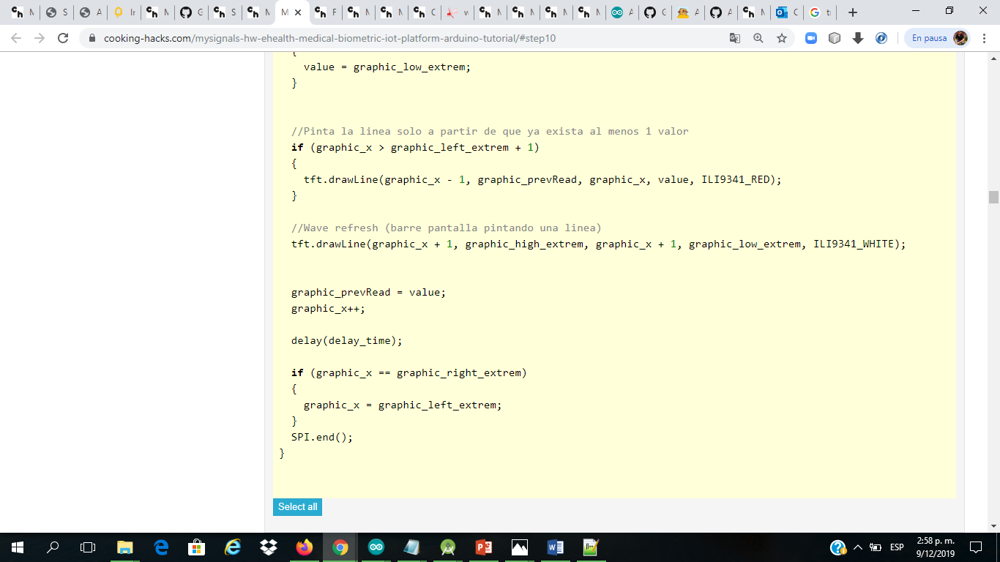 M
S
A
Ir
M
G
S
M
M
F
M
M
C
w
M
M
M
M
A
C
A
A
M
C
tr
cooking-hacks.com/mysignals-hw-ehealth-medical-biometric-iot-platform-arduino-tutorial/#step10
En pausa
{
value = graphic_low_extrem;
}
//Pinta la linea solo a partir de que ya exista al menos 1 valor
if (graphic_x > graphic_left_extrem + 1)
{
tft.drawLine(graphic_x - 1, graphic_prevRead, graphic_x, value, ILI9341_RED);
}
//Wave refresh (barre pantalla pintando una linea)
tft.drawLine(graphic_x + 1, graphic_high_extrem, graphic_x + 1, graphic_low_extrem, ILI9341_WHITE);
graphic_prevRead = value;
graphic_x++;
delay(delay_time);
if (graphic_x == graphic_right_extrem)
{
graphic_x = graphic_left_extrem;
}
SPI.end();
}
Select all
ESP
2:58 p. m.
9/12/2019